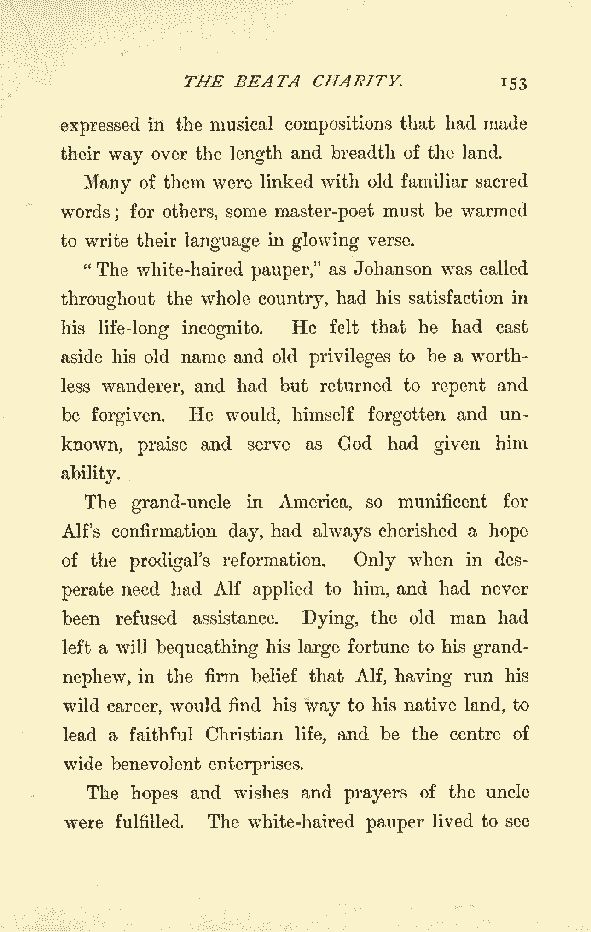 THE BEATA CHARITY. 153
expressed in the musical compositions that had made
their way over the length and breadth of the land.
Many of them were linked with old familiar sacred
words; for others, some master-poet must be warmed
to write their language in glowing verse.
“The white-haired pauper,” as Johanson was called
throughout the whole country, had his satisfaction in
his life-long incognito. He felt that he had cast
aside his old name and old privileges to be a worth-
less wanderer, and had but returned to repent and
be forgiven. He would, himself forgotten and un-
known, praise and serve as God had given him
ability.
The grand-uncle in America, so munificent for
Alf's confirmation day, had always cherished a hope
of the prodigal's reformation. Only when in des-
perate need had Alf applied to him, and had never
been refused assistance. Dying, the old man had
left a will bequeathing his large fortune to his grand-
nephew, in the firm belief that Alf, having run his
wild career, would find his way to his native land, to
lead a faithful Christian life, and be the centre of
wide benevolent enterprises.
The hopes and wishes and prayers of the uncle
were fulfilled. The white-haired pauper lived to see